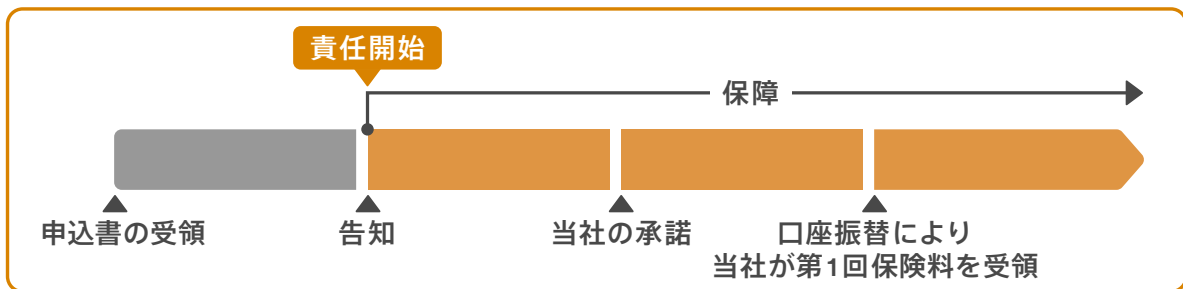 責任開始
保障
申込書の受領
告知
当社の承諾
口座振替により
当社が第1回保険料を受領